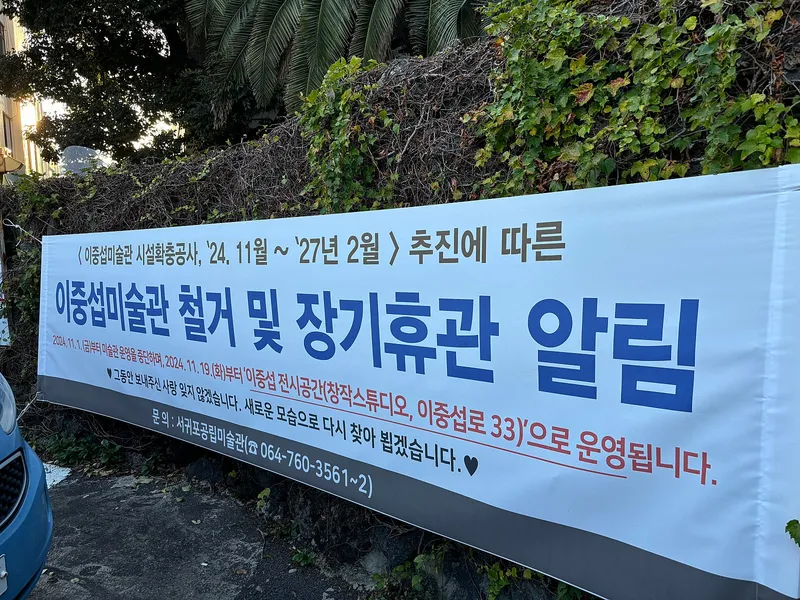 < 이중섭미술관 시설확충공사, '24. 11월 ~ '27년 2월 > 추진에 따른
이중섭미술관 철거 및 장기휴관 알림
2024. 11. 1.(금)부터 미술관 운영을 중단하며, 2024. 11. 19.(화)부터 '이중섭 전시공간(창작스튜디오, 이중섭로 33)'으로 운영됩니다.
♥ 그동안 보내주신 사랑 잊지 않겠습니다. 새로운 모습으로 다시 찾아 뵙겠습니다.♥
문 의 : 서귀포공립미술관(☎ 064-760-3561~2)